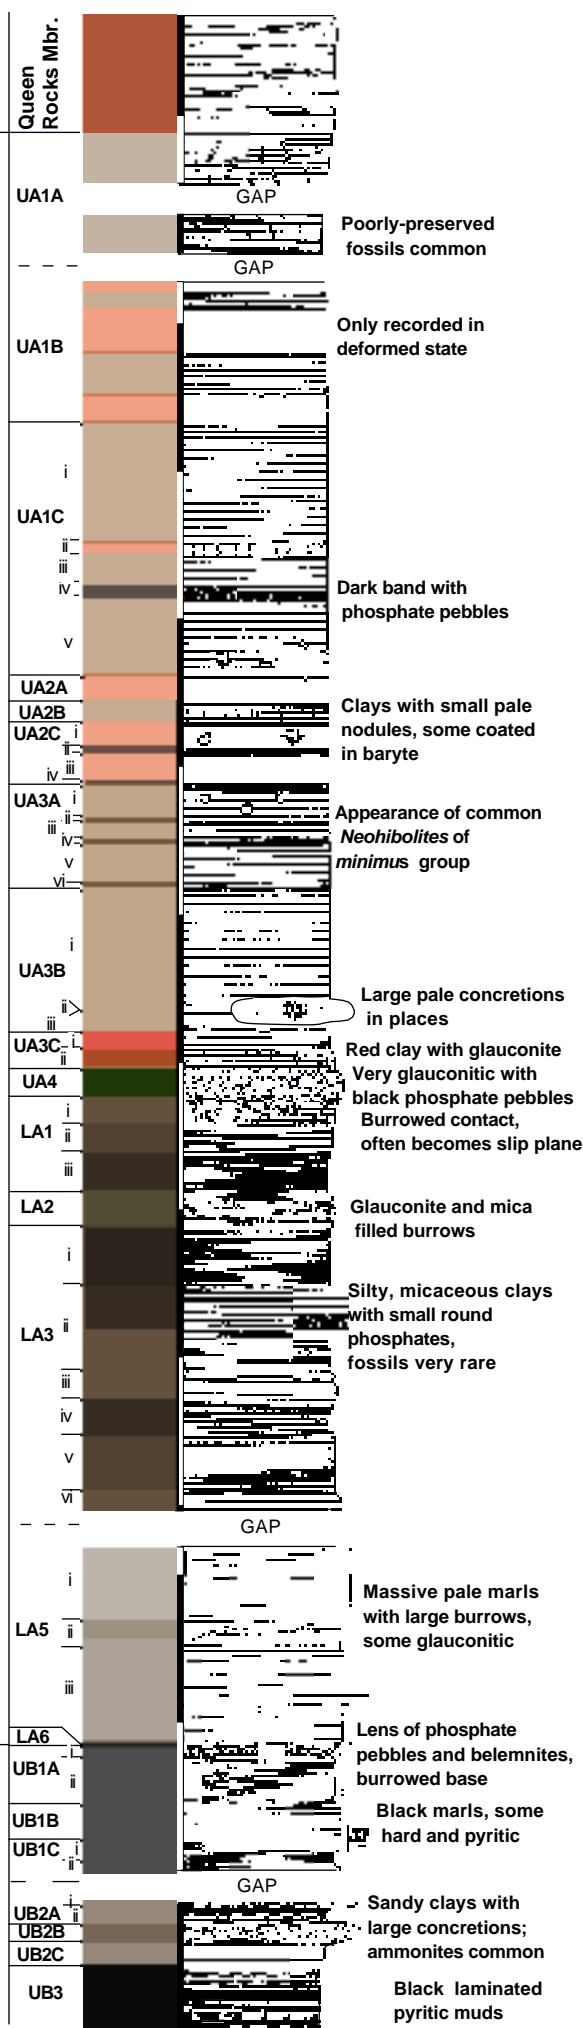 Queen
Rocks Mbr.
UA1A
GAP
Poorly-preserved
fossils common
GAP
UA1B
Only recorded in
deformed state
i
UA1C
ii
iii
iv
Dark band with
phosphate pebbles
v
UA2A
UA2B
Clays with small pale
nodules, some coated
in baryte
UA2C
i
ii
iii
iv
UA3A
i
ii
iii
iv
v
vi
Appearance of common
Neohibolites of
minimus group
i
UA3B
ii
iii
Large pale concretions
in places
UA3C
i
ii
Red clay with glauconite
UA4
Very glauconitic with
black phosphate pebbles
Burrowed contact,
often becomes slip plane
i
LA1
ii
iii
LA2
Glauconite and mica
filled burrows
i
Silty, micaceous clays
with small round
phosphates,
fossils very rare
ii
LA3
iii
iv
v
vi
GAP
i
Massive pale marls
with large burrows,
some glauconitic
LA5
ii
iii
LA6
Lens of phosphate
pebbles and belemnites,
burrowed base
i
UB1A
ii
UB1B
Black marls, some
hard and pyritic
UB1C
i
ii
GAP
i
UB2A
ii
UB2B
UB2C
Sandy clays with
large concretions;
ammonites common
UB3
Black laminated
pyritic muds